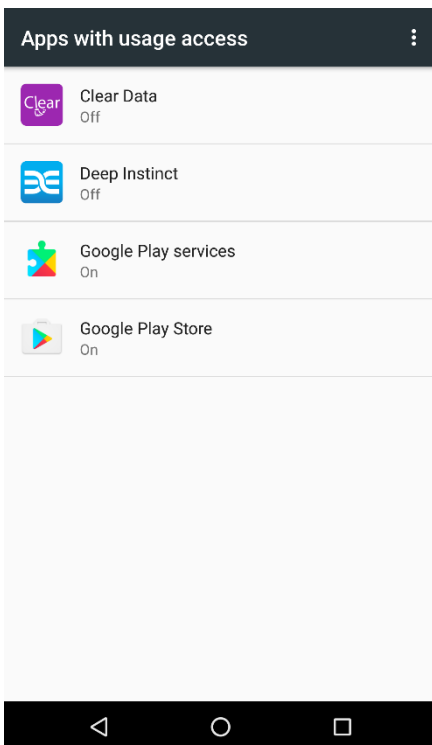 Apps with usage access
Clear
Clear Data
Off
Deep Instinct
Off
Google Play services
On
Google Play Store
On